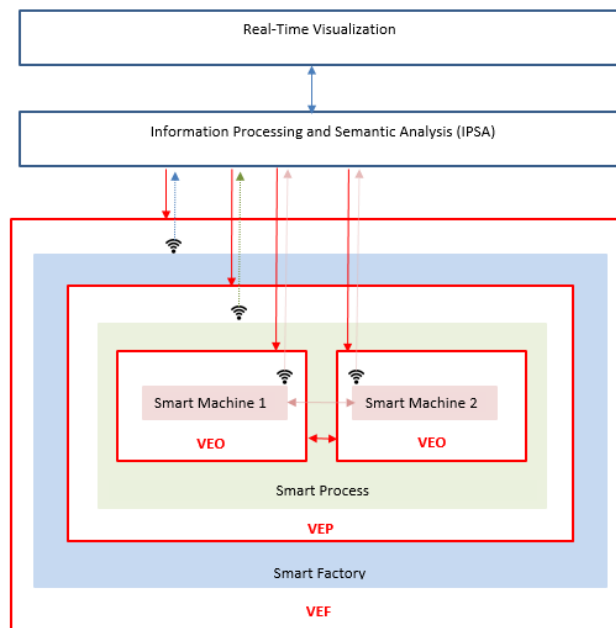 Real-Time Visualization
Information Processing and Semantic Analysis (IPSA)
Smart Machine 1
Smart Machine 2
VEO
VEO
Smart Process
VEP
Smart Factory
VEF